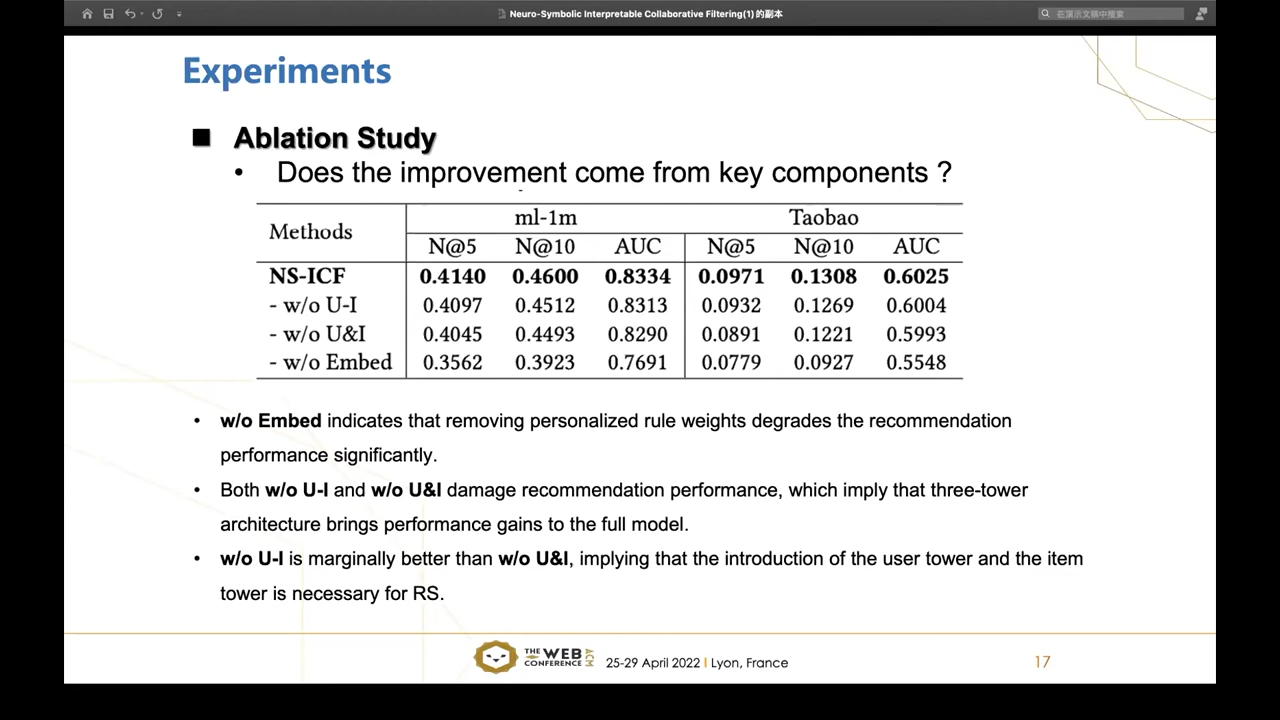 Neuro-Symbolic Interpretable Collaborative Filtering(1)的副本
在演示文稿中搜索
Experiments
■ Ablation Study
• Does the improvement come from key components ?
Methods ml-1m Taobao
N@5 N@10 AUC N@5 N@10 AUC
NS-ICF 0.4140 0.4600 0.8334 0.0971 0.1308 0.6025
- w/o U-I 0.4097 0.4512 0.8313 0.0932 0.1269 0.6004
- w/o U&I 0.4045 0.4493 0.8290 0.0891 0.1221 0.5993
- w/o Embed 0.3562 0.3923 0.7691 0.0779 0.0927 0.5548
• w/o Embed indicates that removing personalized rule weights degrades the recommendation
performance significantly.
• Both w/o U-I and w/o U&I damage recommendation performance, which imply that three-tower
architecture brings performance gains to the full model.
• w/o U-I is marginally better than w/o U&I, implying that the introduction of the user tower and the item
tower is necessary for RS.
THE WEB
CONFERENCE
ACM
25-29 April 2022 I Lyon, France
17